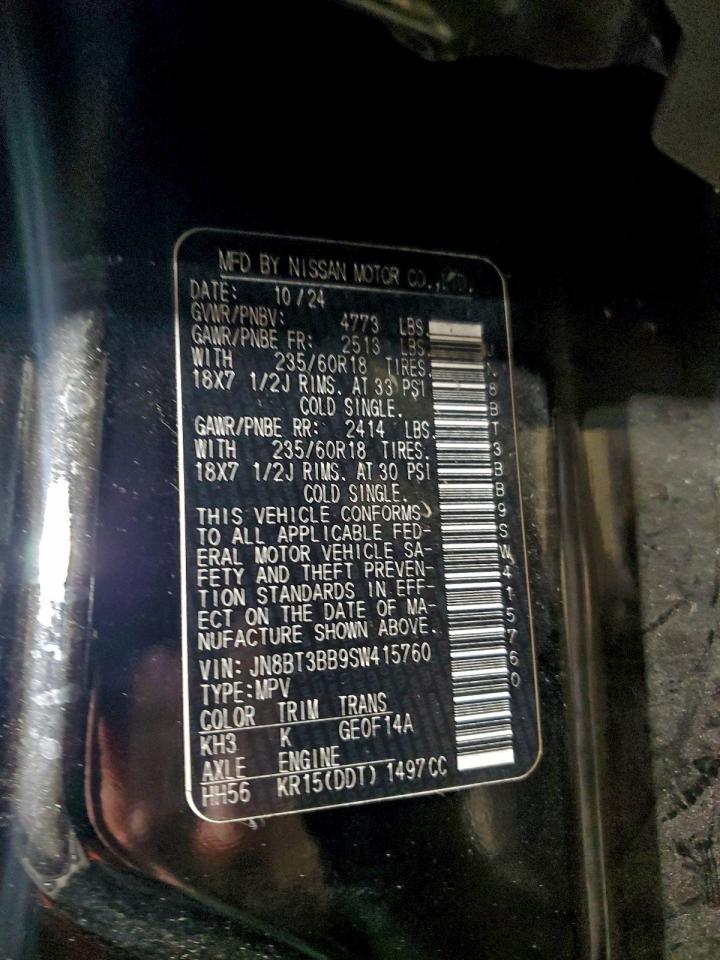 MFD BY NISSAN MOTOR CO.,LTD.
DATE: 10/24
GVWR/PNBV: 4773 LBS
GAWR/PNBE FR: 2513 LBS.
WITH 235/60R18 TIRES.
18X7 1/2J RIMS. AT 33 PSI
COLD SINGLE.
GAWR/PNBE RR: 2414 LBS.
WITH 235/60R18 TIRES.
18X7 1/2J RIMS. AT 30 PSI
COLD SINGLE.
THIS VEHICLE CONFORMS
TO ALL APPLICABLE FED-
ERAL MOTOR VEHICLE SA-
FETY AND THEFT PREVEN-
TION STANDARDS IN EFF-
ECT ON THE DATE OF MA-
NUFACTURE SHOWN ABOVE.
VIN: JN8BT3BB9SW415760
TYPE:MPV
COLOR TRIM TRANS
KH3 K GE0F14A
AXLE ENGINE
HH56 KR15(DDT) 1497CC
JN8BT3BB9SW415760